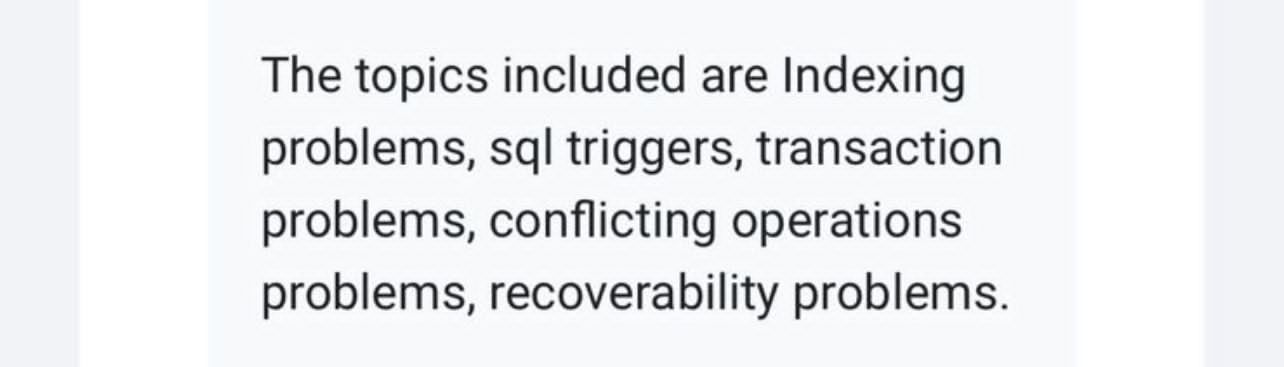 The topics included are Indexing
problems, sql triggers, transaction
problems, conflicting operations
problems, recoverability problems.